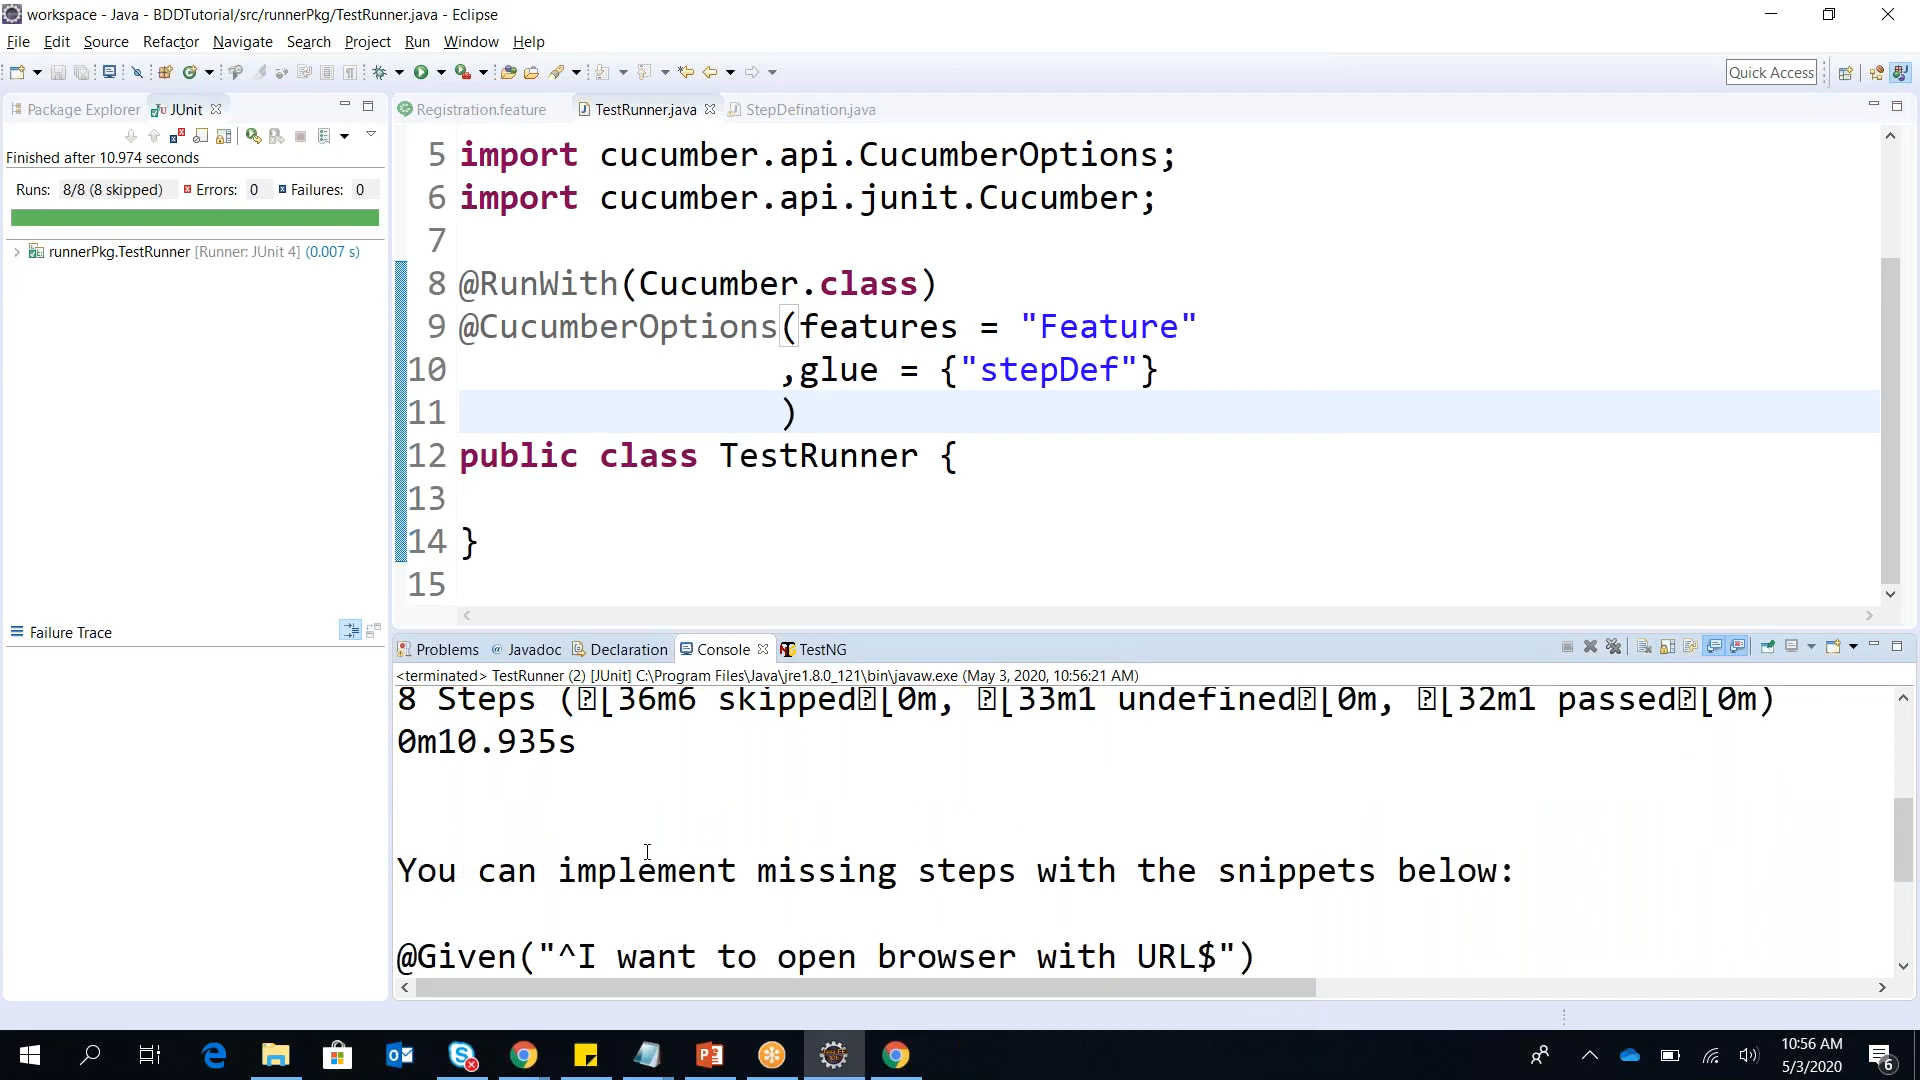 workspace - Java - BDDTutorial/src/runnerPkg/TestRunner.java - Eclipse
File Edit Source Refactor Navigate Search Project Run Window Help
Quick Access
Package Explorer JUnit
Registration.feature TestRunner.java StepDefination.java
Finished after 10.974 seconds
Runs: 8/8 (8 skipped) Errors: 0 Failures: 0
runnerPkg.TestRunner [Runner: JUnit 4] (0.007 s)
Failure Trace
5 import cucumber.api.CucumberOptions;
6 import cucumber.api.junit.Cucumber;
7
8 @RunWith(Cucumber.class)
9 @CucumberOptions(features = "Feature"
10 ,glue = {"stepDef"}
11 )
12 public class TestRunner {
13
14 }
15
Problems @ Javadoc Declaration Console TestNG
<terminated> TestRunner (2) [JUnit] C:\Program Files\Java\jre1.8.0_121\bin\javaw.exe (May 3, 2020, 10:56:21 AM)
8 Steps (�[36m6 skipped�[0m, �[33m1 undefined�[0m, �[32m1 passed�[0m)
0m10.935s
You can implement missing steps with the snippets below:
@Given("^I want to open browser with URL$")
10:56 AM
5/3/2020
6